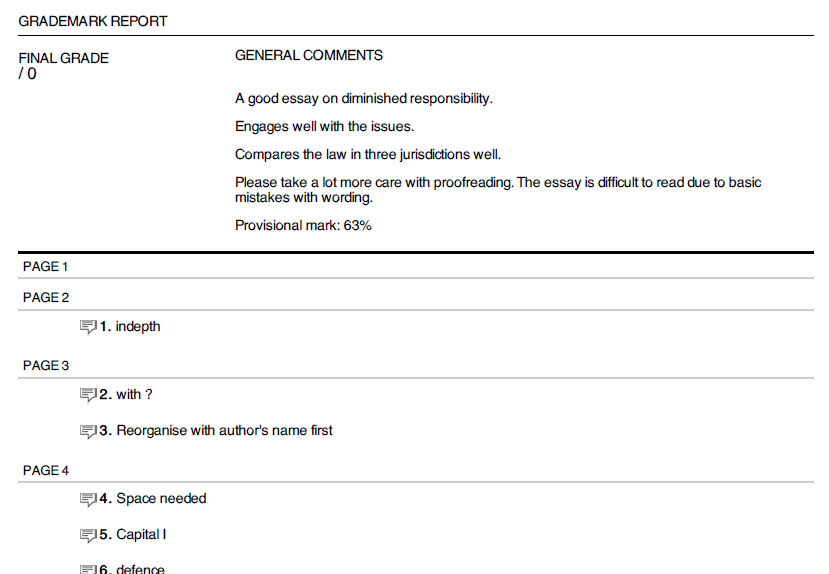 GRADEMARK REPORT
FINAL GRADE
/ 0
GENERAL COMMENTS
A good essay on diminished responsibility.
Engages well with the issues.
Compares the law in three jurisdictions well.
Please take a lot more care with proofreading. The essay is difficult to read due to basic
mistakes with wording.
Provisional mark: 63%
PAGE 1
PAGE 2
1. indepth
PAGE 3
2. with ?
3. Reorganise with author's name first
PAGE 4
4. Space needed
5. Capital I
6. defence